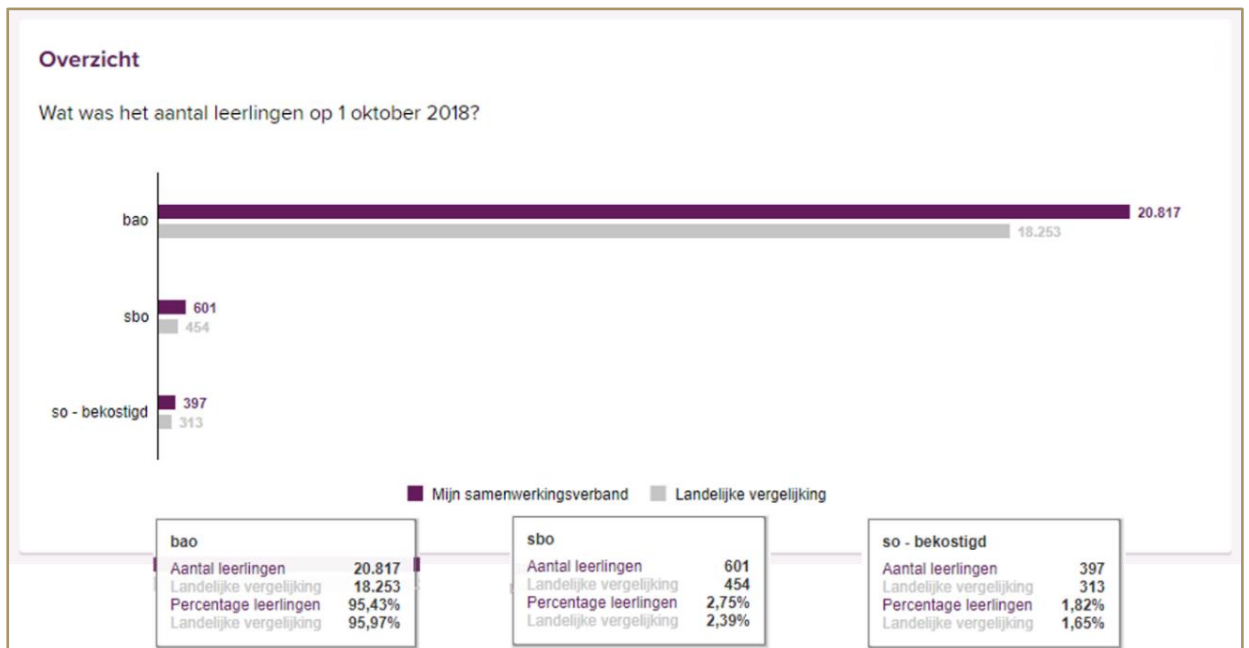 Overzicht
Wat was het aantal leerlingen op 1 oktober 2018?
bao
20.817
18.253
sbo
601
454
so - bekostigd
397
313
Mijn samenwerkingsverband Landelijke vergelijking
bao
Aantal leerlingen 20.817
Landelijke vergelijking 18.253
Percentage leerlingen 95,43%
Landelijke vergelijking 95,97%
sbo
Aantal leerlingen 601
Landelijke vergelijking 454
Percentage leerlingen 2,75%
Landelijke vergelijking 2,39%
so - bekostigd
Aantal leerlingen 397
Landelijke vergelijking 313
Percentage leerlingen 1,82%
Landelijke vergelijking 1,65%